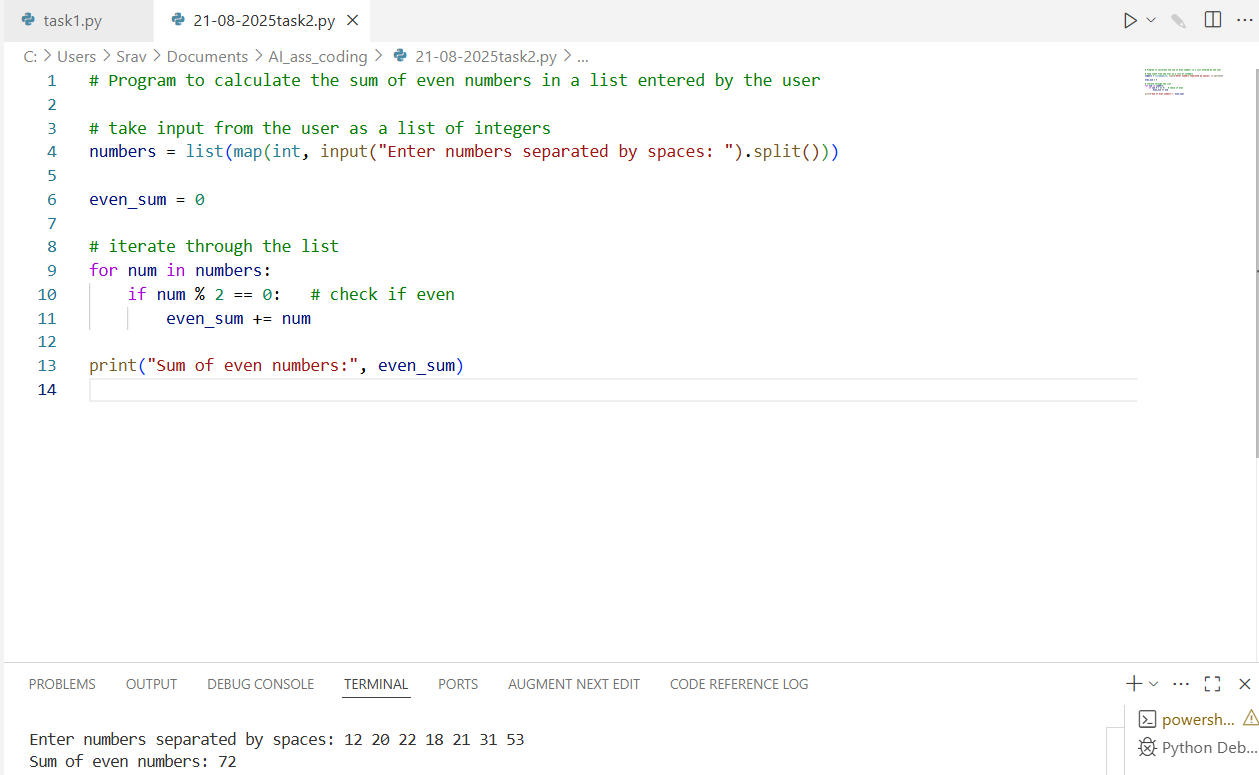 task1.py
21-08-2025task2.py
C: > Users > Srav > Documents > AI_ass_coding > 21-08-2025task2.py > ...
1 # Program to calculate the sum of even numbers in a list entered by the user
2
3 # take input from the user as a list of integers
4 numbers = list(map(int, input("Enter numbers separated by spaces: ").split()))
5
6 even_sum = 0
7
8 # iterate through the list
9 for num in numbers:
10     if num % 2 == 0:   # check if even
11         even_sum += num
12
13 print("Sum of even numbers:", even_sum)
14
PROBLEMS OUTPUT DEBUG CONSOLE TERMINAL PORTS AUGMENT NEXT EDIT CODE REFERENCE LOG
powersh...
Python Deb...
Enter numbers separated by spaces: 12 20 22 18 21 31 53
Sum of even numbers: 72